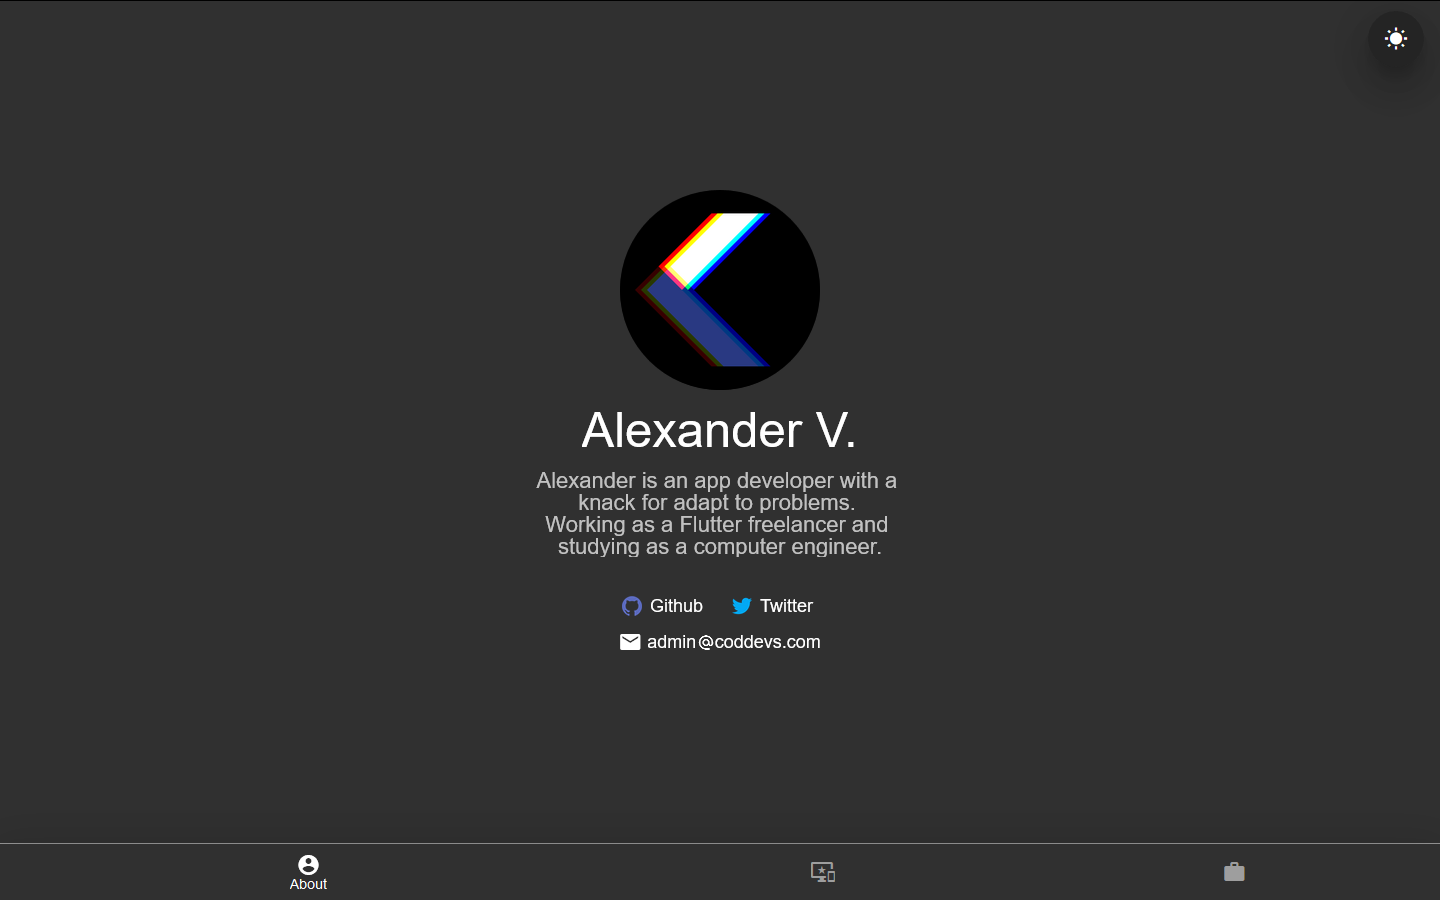 Alexander V.
Alexander is an app developer with a
knack for adapt to problems.
Working as a Flutter freelancer and
studying as a computer engineer.
Github Twitter
admin@coddevs.com
About